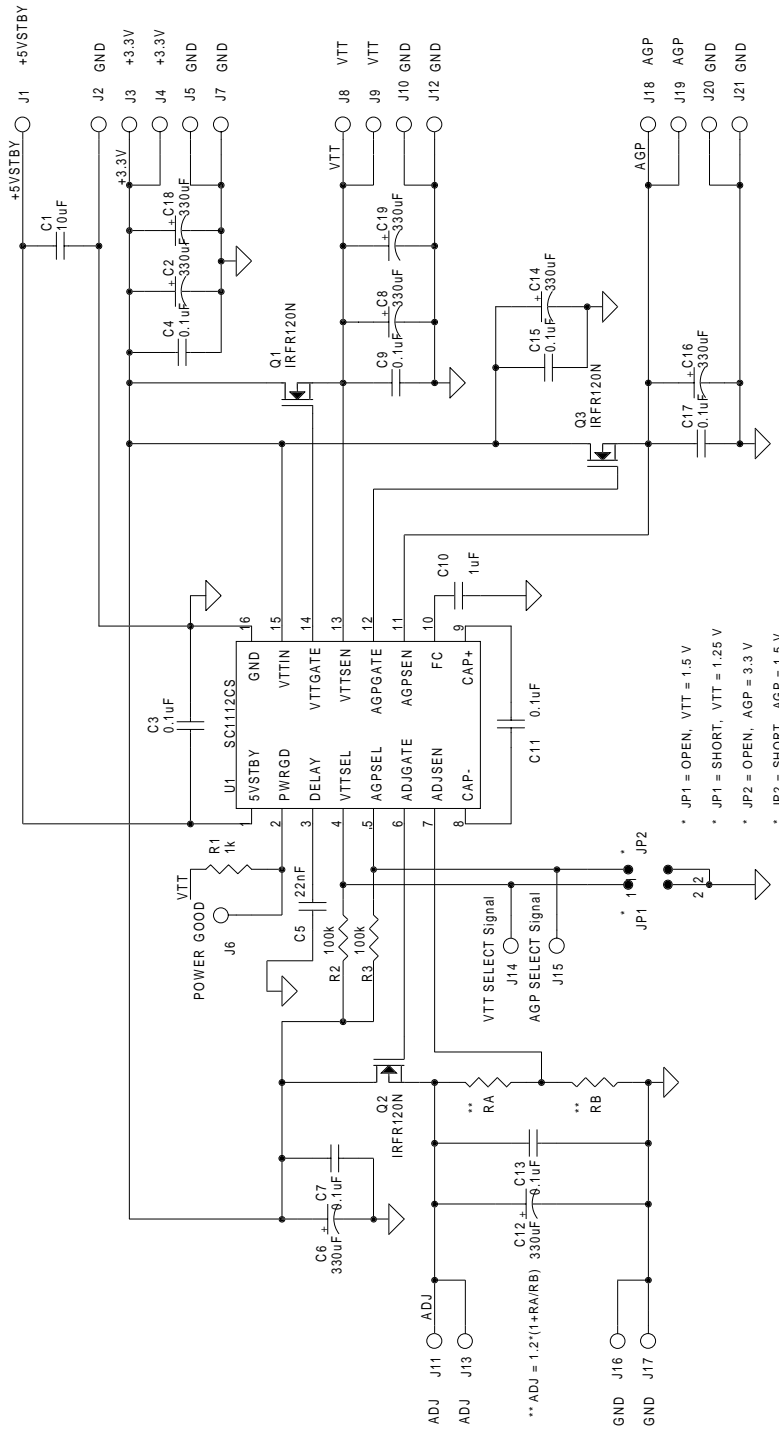 J1 +5VSTBY
+5VSTBY
J2 GND
J3 +3.3V
+3.3V
J4 +3.3V
J5 GND
J7 GND
J8 VTT
VTT
J9 VTT
J10 GND
J12 GND
J18 AGP
AGP
J19 AGP
J20 GND
J21 GND
C1
10uF
+ C18
330uF
+ C2
330uF
C4
0.1uF
Q1
IRFR120N
+ C19
330uF
+ C8
330uF
C9
0.1uF
+ C14
330uF
C15
0.1uF
Q3
IRFR120N
+ C16
330uF
C17
0.1uF
C3
0.1uF
U1
SC1112CS
1 5VSTBY
2 PWRGD
3 DELAY
4 VTTSEL
5 AGPSEL
6 ADJGATE
7 ADJSEN
8 CAP-
GND 16
VTTIN 15
VTTGATE 14
VTTSEN 13
AGPGATE 12
AGPSEN 11
FC 10
CAP+ 9
C10
1uF
C11
0.1uF
R1
1k
VTT
POWER GOOD
J6
C5
22nF
R2
100k
R3
100k
VTT SELECT Signal
J14
AGP SELECT Signal
J15
*
JP1
1
2
*
JP2
2
* JP1 = OPEN, VTT = 1.5 V
* JP1 = SHORT, VTT = 1.25 V
* JP2 = OPEN, AGP = 3.3 V
* JP2 = SHORT, AGP = 1.5 V
Q2
IRFR120N
**
RA
**
RB
C7
0.1uF
C6
330uF
+
C13
0.1uF
C12
330uF
+
ADJ
ADJ J11
ADJ J13
** ADJ = 1.2*(1+RA/RB)
GND J16
GND J17